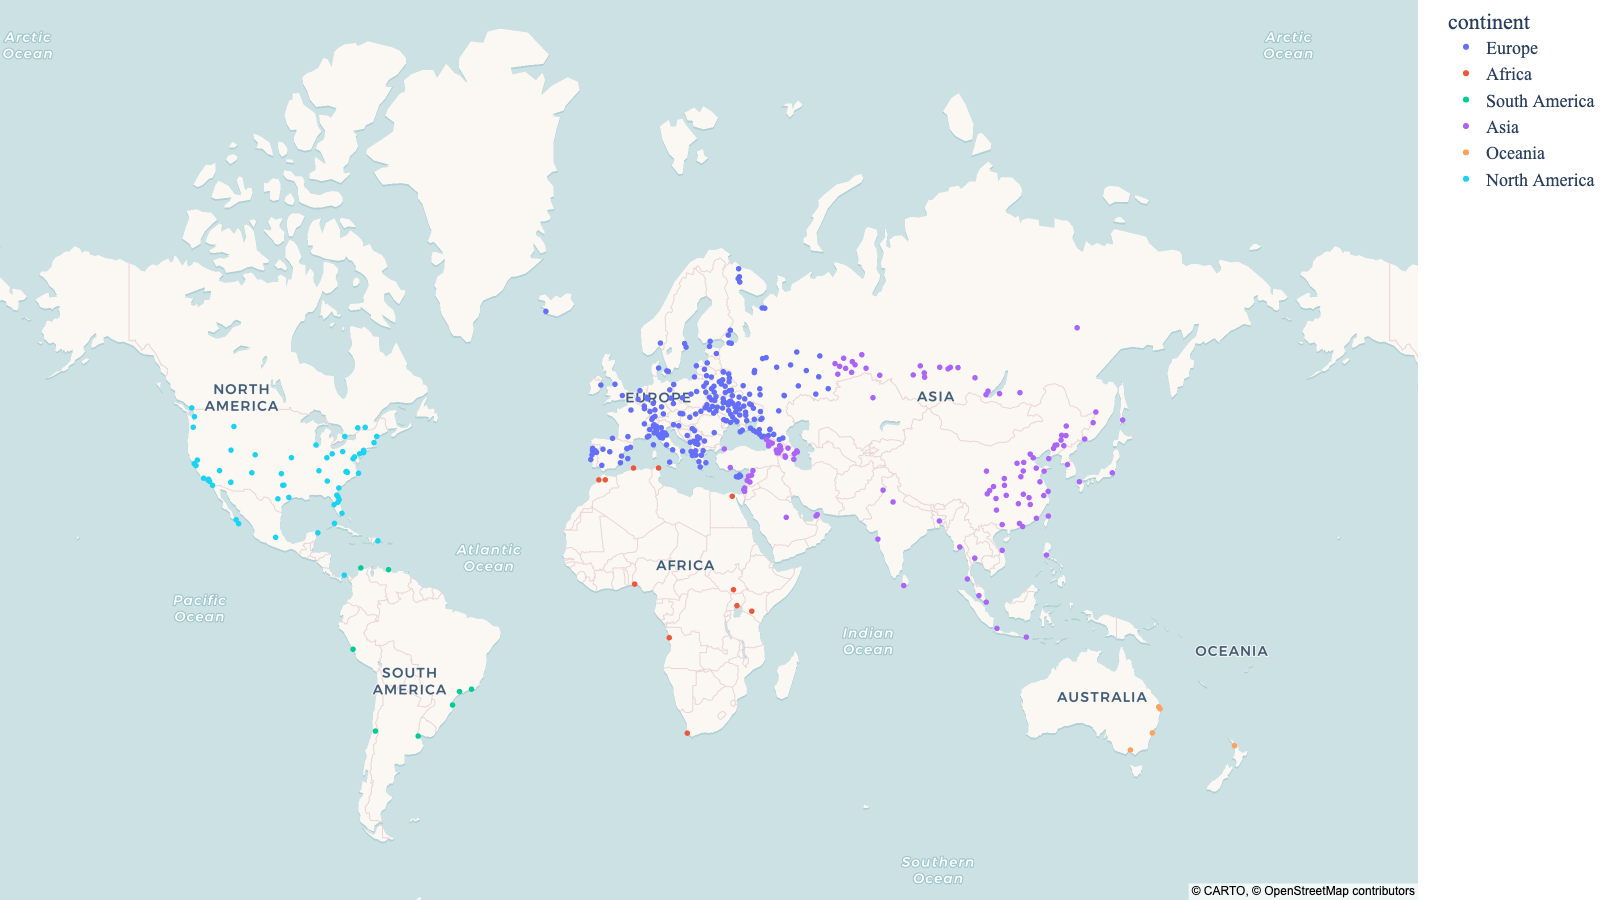 Arctic
Ocean
Arctic
Ocean
NORTH
AMERICA
EUROPE
ASIA
Atlantic
Ocean
AFRICA
Pacific
Ocean
Indian
Ocean
OCEANIA
SOUTH
AMERICA
AUSTRALIA
Southern
Ocean
© CARTO, © OpenStreetMap contributors
continent
Europe
Africa
South America
Asia
Oceania
North America